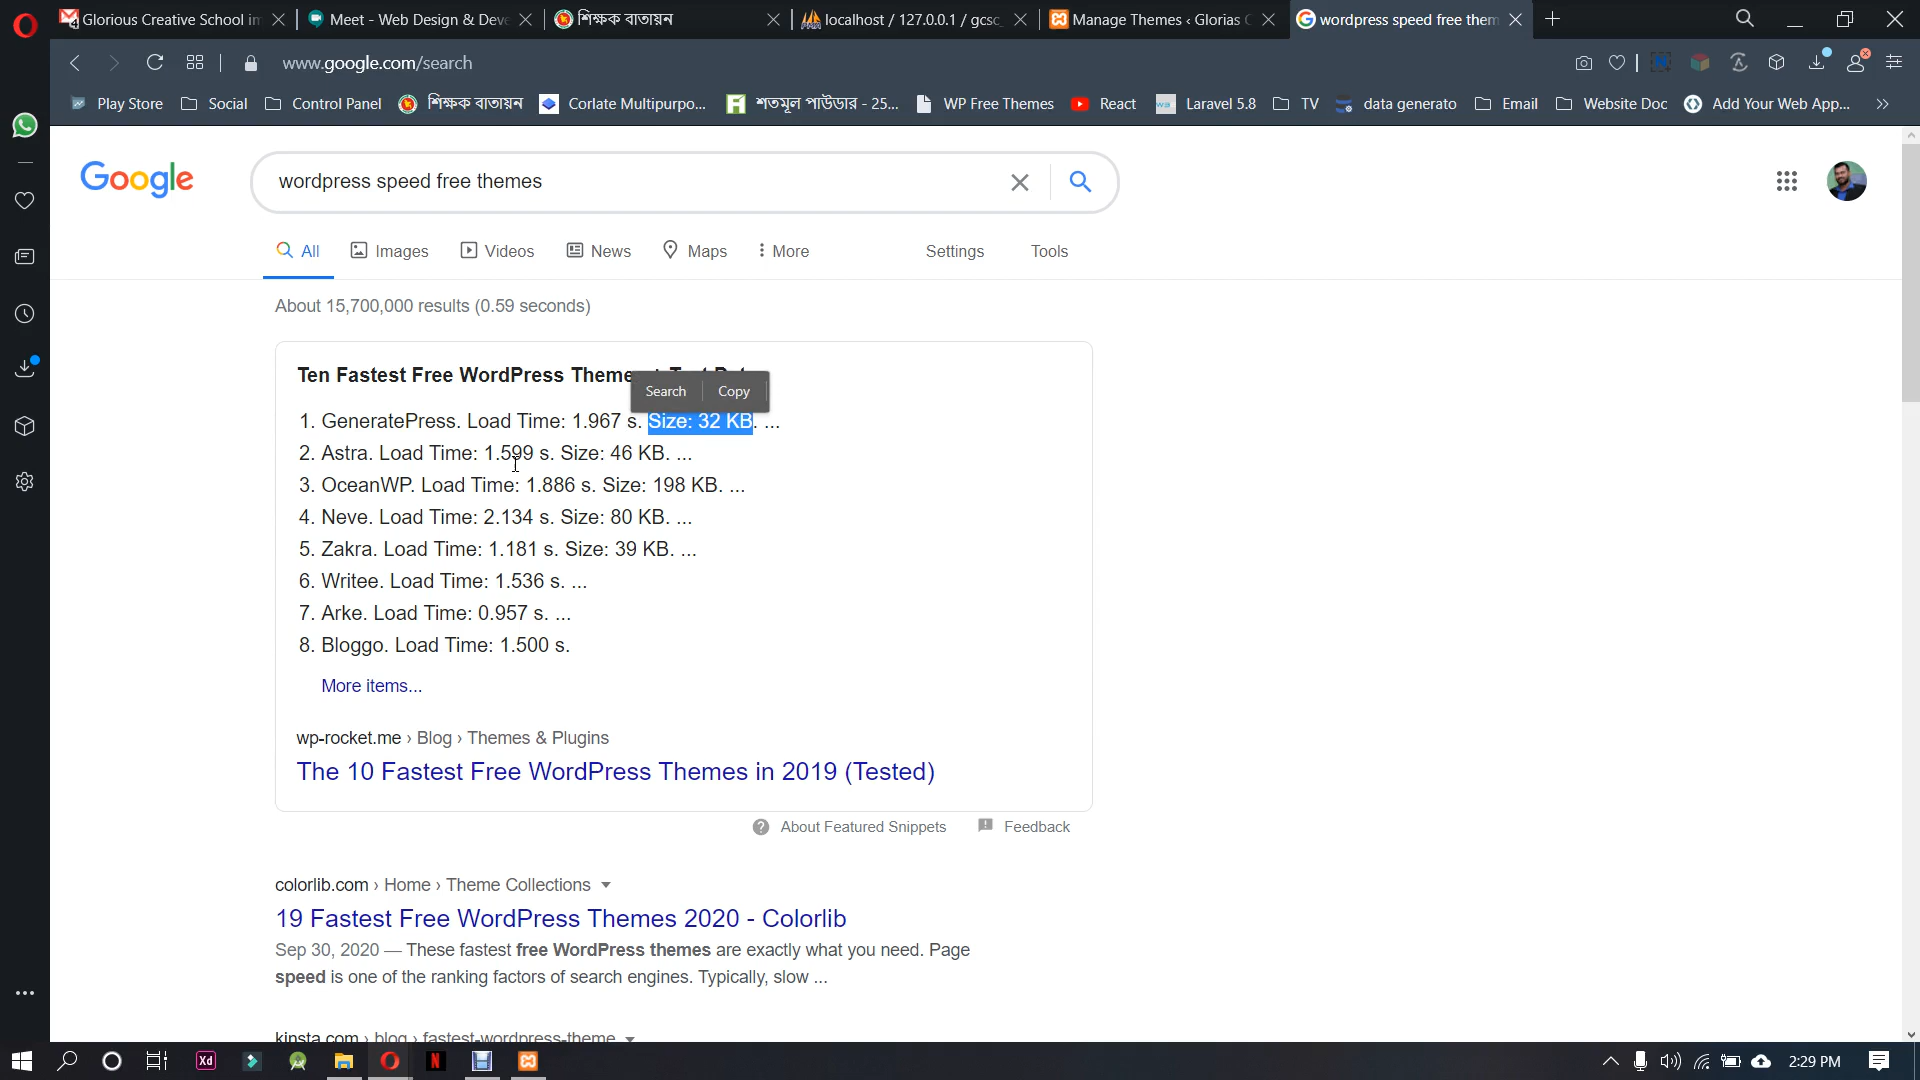 Glorious Creative School in
Meet - Web Design & Deve
শিক্ষক বাতায়ন
localhost / 127.0.0.1 / gcsc_
Manage Themes ‹ Glorias C
wordpress speed free them
www.google.com/search
Play Store
Social
Control Panel
শিক্ষক বাতায়ন
Corlate Multipurpo...
শতমূল পাউডার - 25...
WP Free Themes
React
Laravel 5.8
TV
data generato
Email
Website Doc
Add Your Web App...
Google
wordpress speed free themes
All
Images
Videos
News
Maps
More
Settings
Tools
About 15,700,000 results (0.59 seconds)
Ten Fastest Free WordPress Theme
Search
Copy
1. GeneratePress. Load Time: 1.967 s. Size: 32 KB. ...
2. Astra. Load Time: 1.599 s. Size: 46 KB. ...
3. OceanWP. Load Time: 1.886 s. Size: 198 KB. ...
4. Neve. Load Time: 2.134 s. Size: 80 KB. ...
5. Zakra. Load Time: 1.181 s. Size: 39 KB. ...
6. Writee. Load Time: 1.536 s. ...
7. Arke. Load Time: 0.957 s. ...
8. Bloggo. Load Time: 1.500 s.
More items...
wp-rocket.me › Blog › Themes & Plugins
The 10 Fastest Free WordPress Themes in 2019 (Tested)
About Featured Snippets
Feedback
colorlib.com › Home › Theme Collections
19 Fastest Free WordPress Themes 2020 - Colorlib
Sep 30, 2020 — These fastest free WordPress themes are exactly what you need. Page
speed is one of the ranking factors of search engines. Typically, slow ...
kinsta.com › blog › fastest-wordpress-theme
Xd
2:29 PM